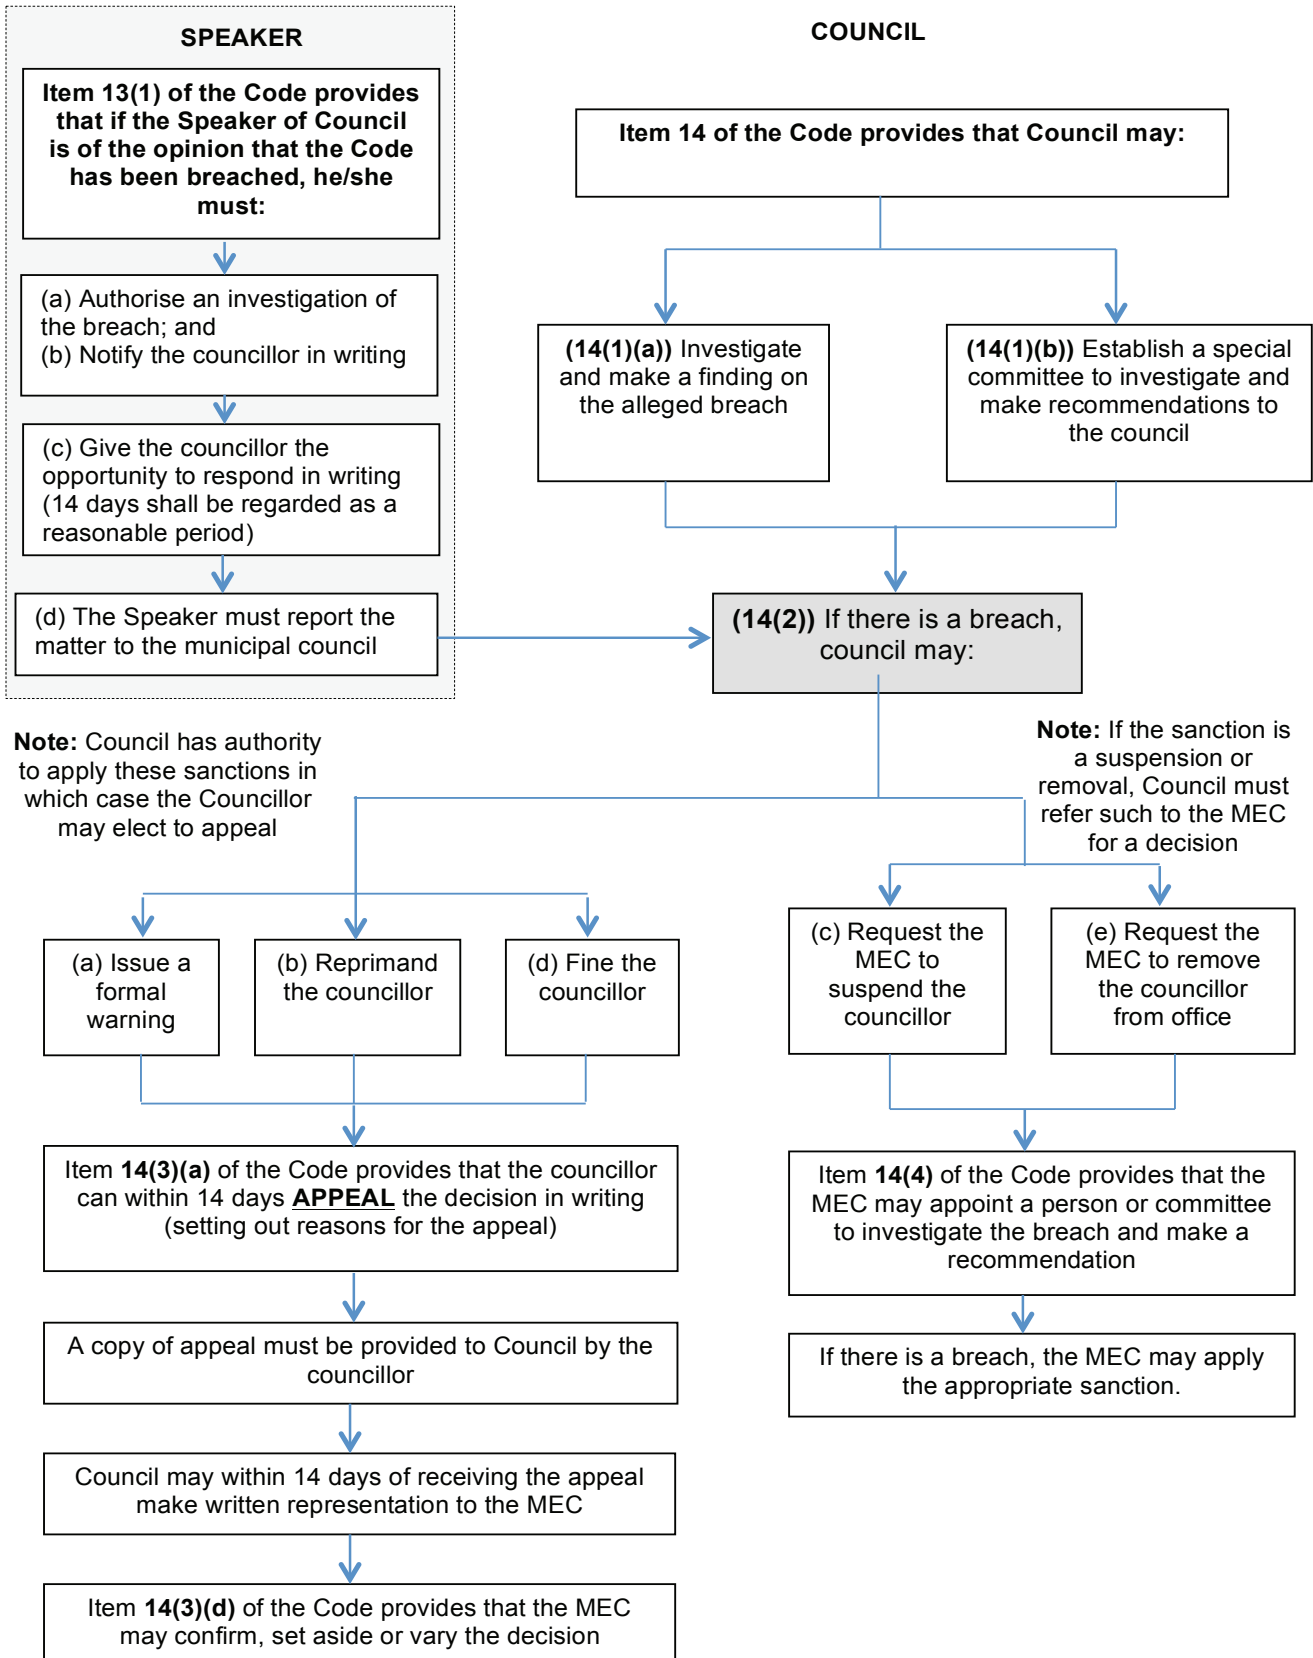 SPEAKER
Item 13(1) of the Code provides
that if the Speaker of Council
is of the opinion that the Code
has been breached, he/she
must:
(a) Authorise an investigation of
the breach; and
(b) Notify the councillor in writing
(c) Give the councillor the
opportunity to respond in writing
(14 days shall be regarded as a
reasonable period)
(d) The Speaker must report the
matter to the municipal council
COUNCIL
Item 14 of the Code provides that Council may:
(14(1)(a)) Investigate
and make a finding on
the alleged breach
(14(1)(b)) Establish a special
committee to investigate and
make recommendations to
the council
(14(2)) If there is a breach,
council may:
Note: Council has authority
to apply these sanctions in
which case the Councillor
may elect to appeal
Note: If the sanction is
a suspension or
removal, Council must
refer such to the MEC
for a decision
(a) Issue a
formal
warning
(b) Reprimand
the councillor
(d) Fine the
councillor
(c) Request the
MEC to
suspend the
councillor
(e) Request the
MEC to remove
the councillor
from office
Item 14(3)(a) of the Code provides that the councillor
can within 14 days APPEAL the decision in writing
(setting out reasons for the appeal)
A copy of appeal must be provided to Council by the
councillor
Council may within 14 days of receiving the appeal
make written representation to the MEC
Item 14(3)(d) of the Code provides that the MEC
may confirm, set aside or vary the decision
Item 14(4) of the Code provides that the
MEC may appoint a person or committee
to investigate the breach and make a
recommendation
If there is a breach, the MEC may apply
the appropriate sanction.